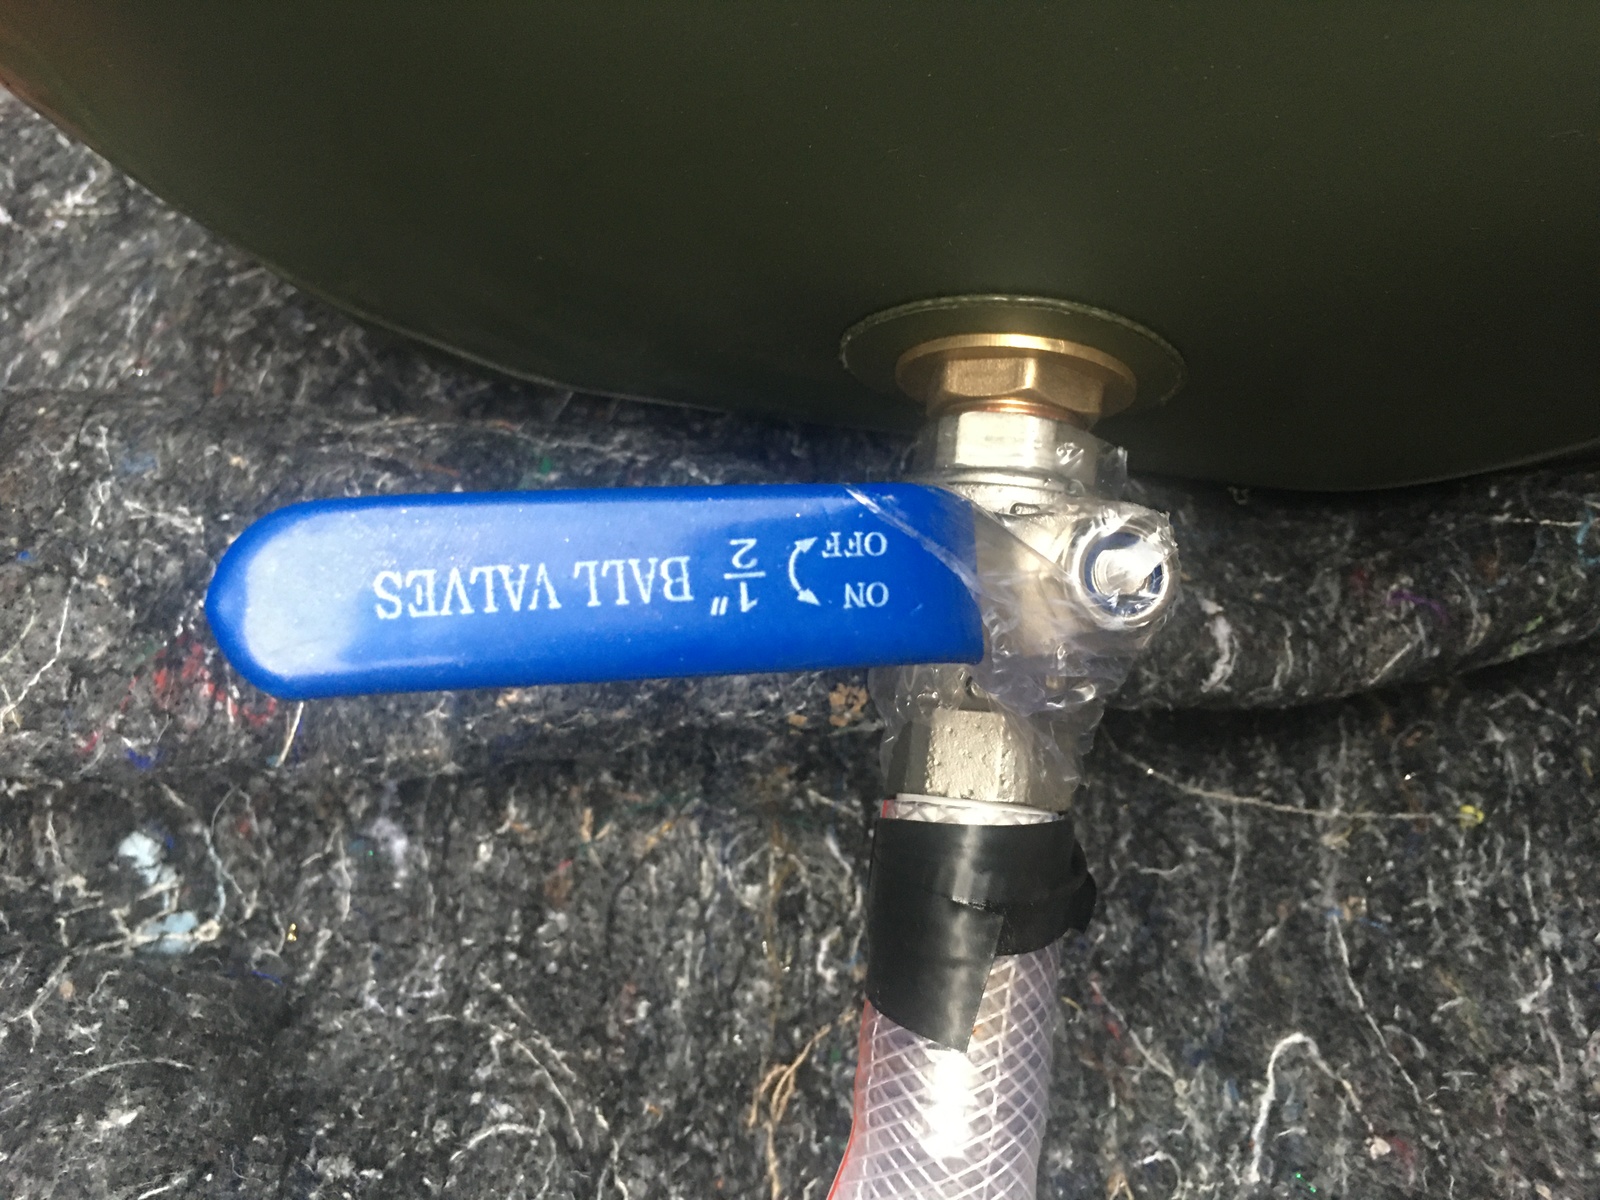 ON
OFF
1"
2
BALL VALVES